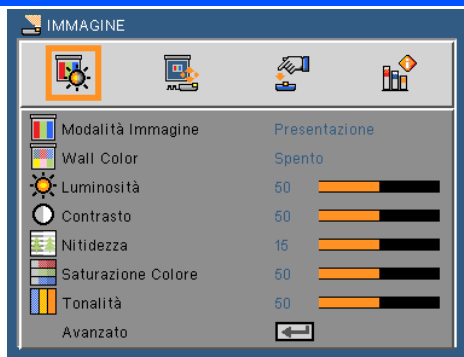 IMMAGINE
Modalità Immagine Presentazione
Wall Color Spento
Luminosità 50
Contrasto 50
Nitidezza 15
Saturazione Colore 50
Tonalità 50
Avanzato